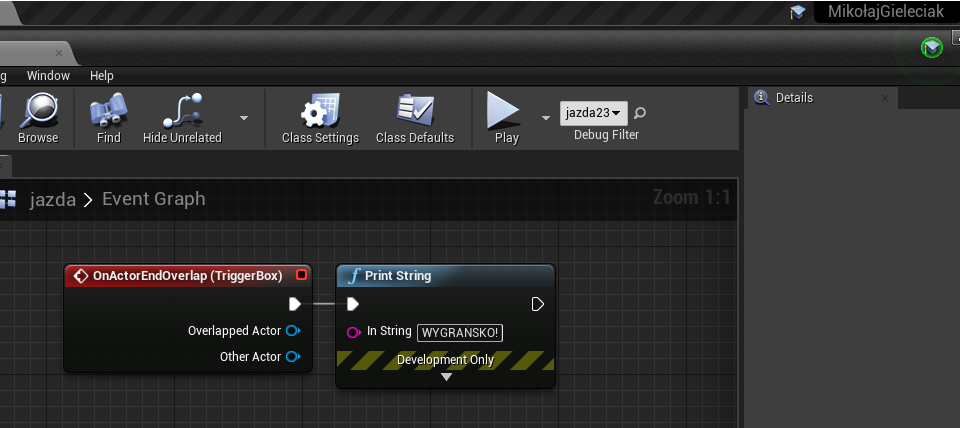 MikołajGieleciak
Window Help
Browse Find Hide Unrelated Class Settings Class Defaults Play
jazda23
Debug Filter
Details
jazda > Event Graph
Zoom 1:1
OnActorEndOverlap (TriggerBox)
Overlapped Actor
Other Actor
Print String
In String WYGRANSKO!
Development Only